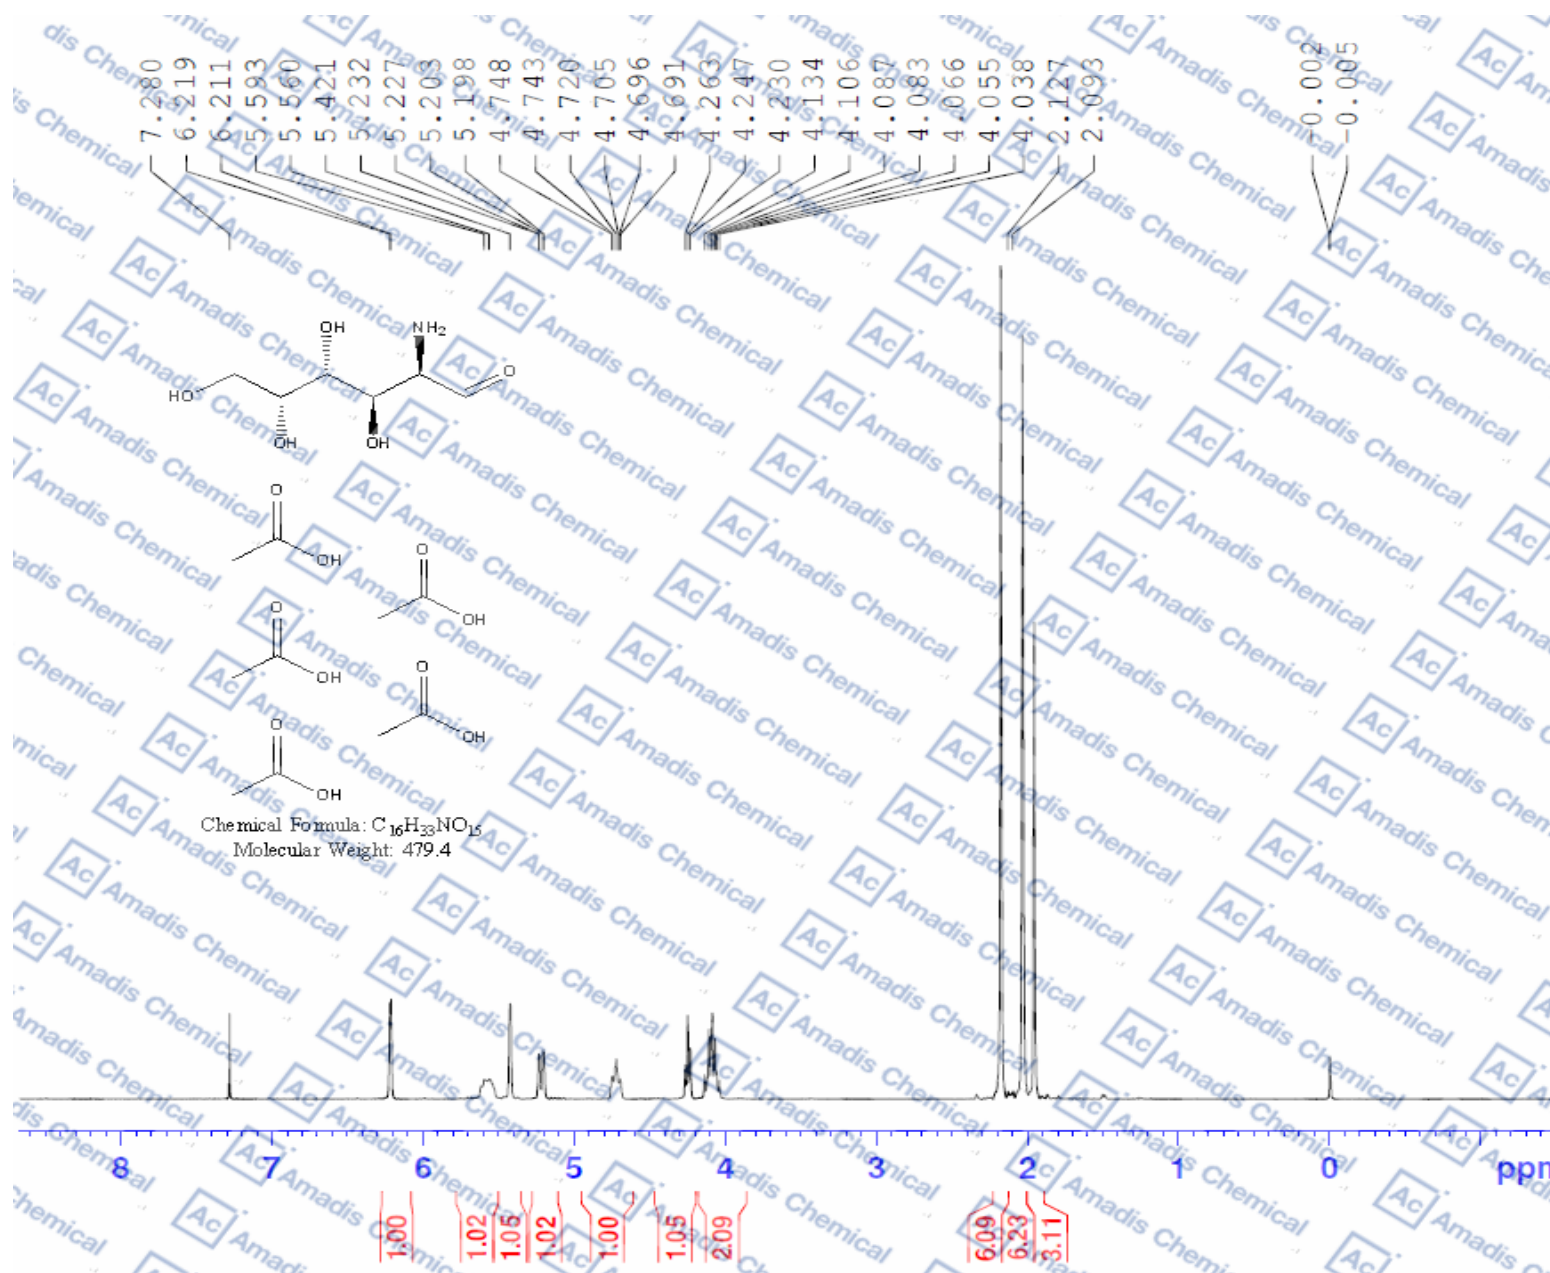 7.280
6.219
6.211
5.593
5.560
5.421
5.232
5.227
5.203
5.198
4.748
4.743
4.720
4.705
4.696
4.691
4.263
4.247
4.230
4.134
4.106
4.087
4.083
4.066
4.055
4.038
2.127
2.093
-0.002
-0.005
OH
NH2
O
HO
OH
OH
O
OH
O
OH
O
OH
O
OH
O
OH
Chemical Formula: C16H33NO15
Molecular Weight: 479.4
8 7 6 5 4 3 2 1 0 ppm
1.00
1.02
1.05
1.02
1.00
1.05
2.09
6.09
6.23
3.11
Ac Amadis Chemical